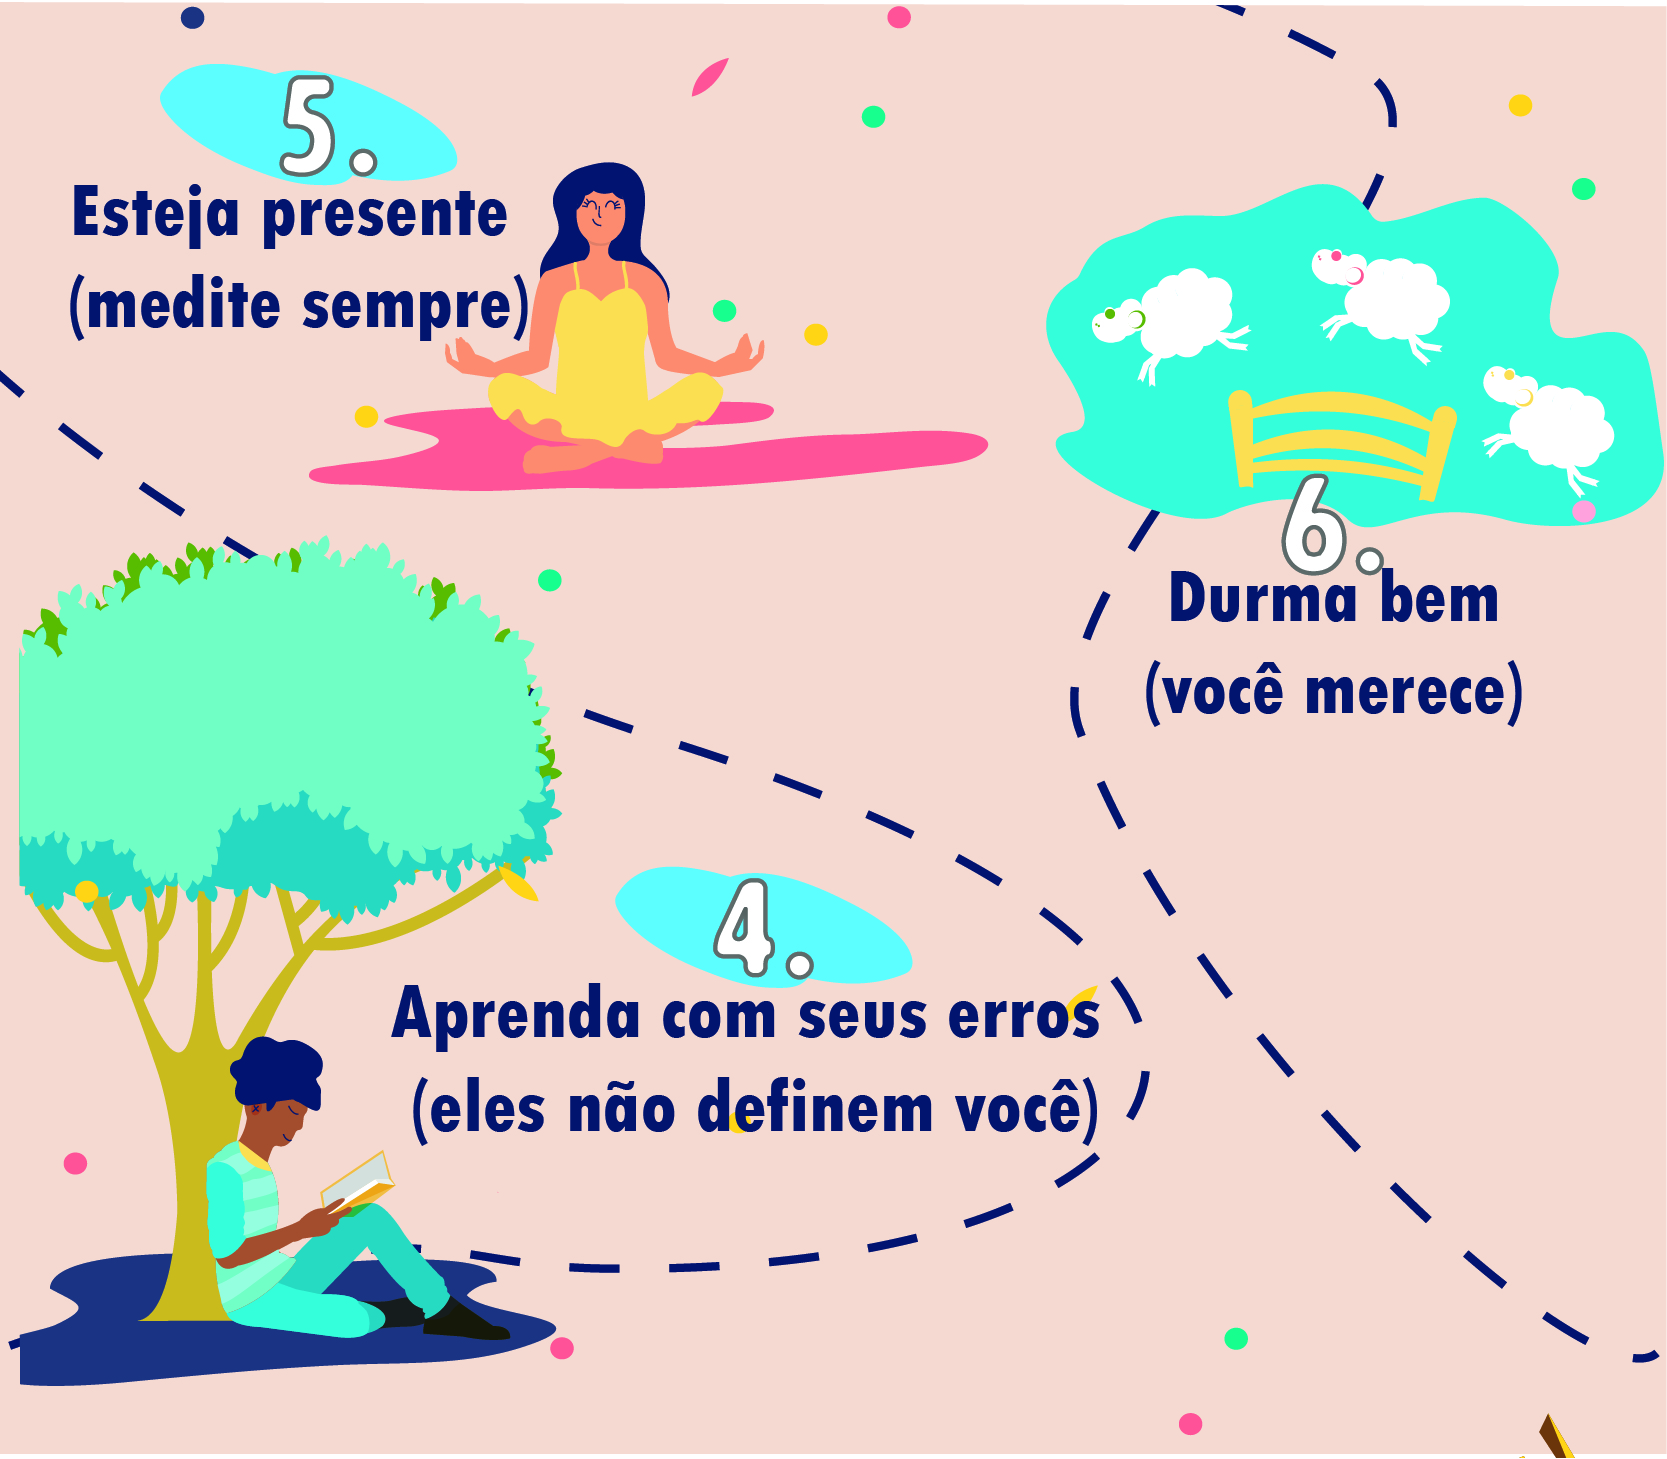 5.
Esteja presente
(medite sempre)
6.
Durma bem
(você merece)
4.
Aprenda com seus erros
(eles não definem você)